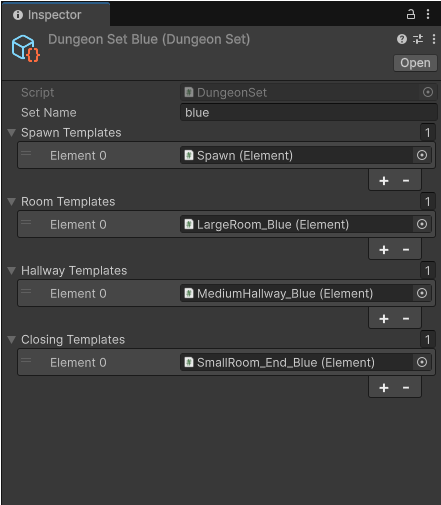 Inspector
Dungeon Set Blue (Dungeon Set)
Open
Script # DungeonSet
Set Name blue
Spawn Templates 1
Element 0 # Spawn (Element)
+ -
Room Templates 1
Element 0 # LargeRoom_Blue (Element)
+ -
Hallway Templates 1
Element 0 # MediumHallway_Blue (Element)
+ -
Closing Templates 1
Element 0 # SmallRoom_End_Blue (Element)
+ -